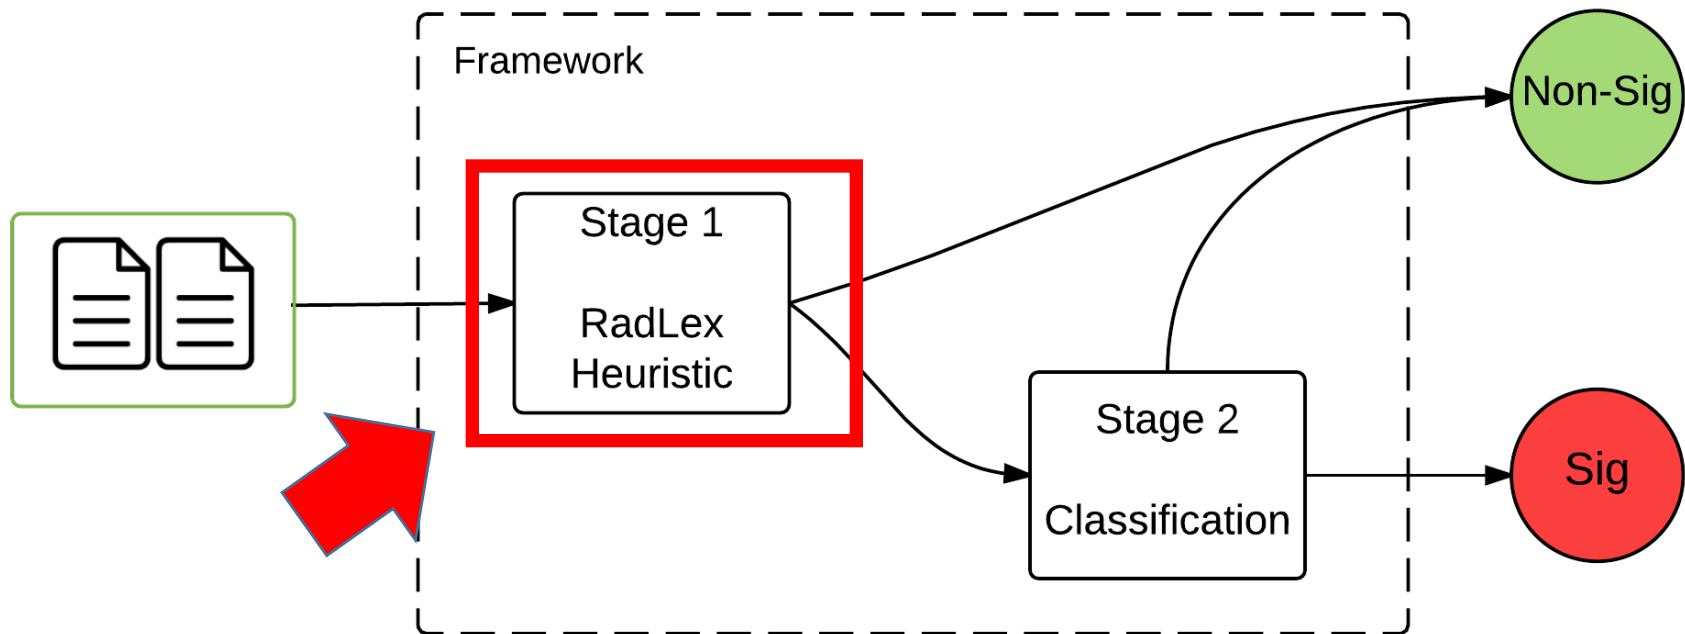 Framework
Non-Sig
Stage 1
RadLex
Heuristic
Stage 2
Classification
Sig